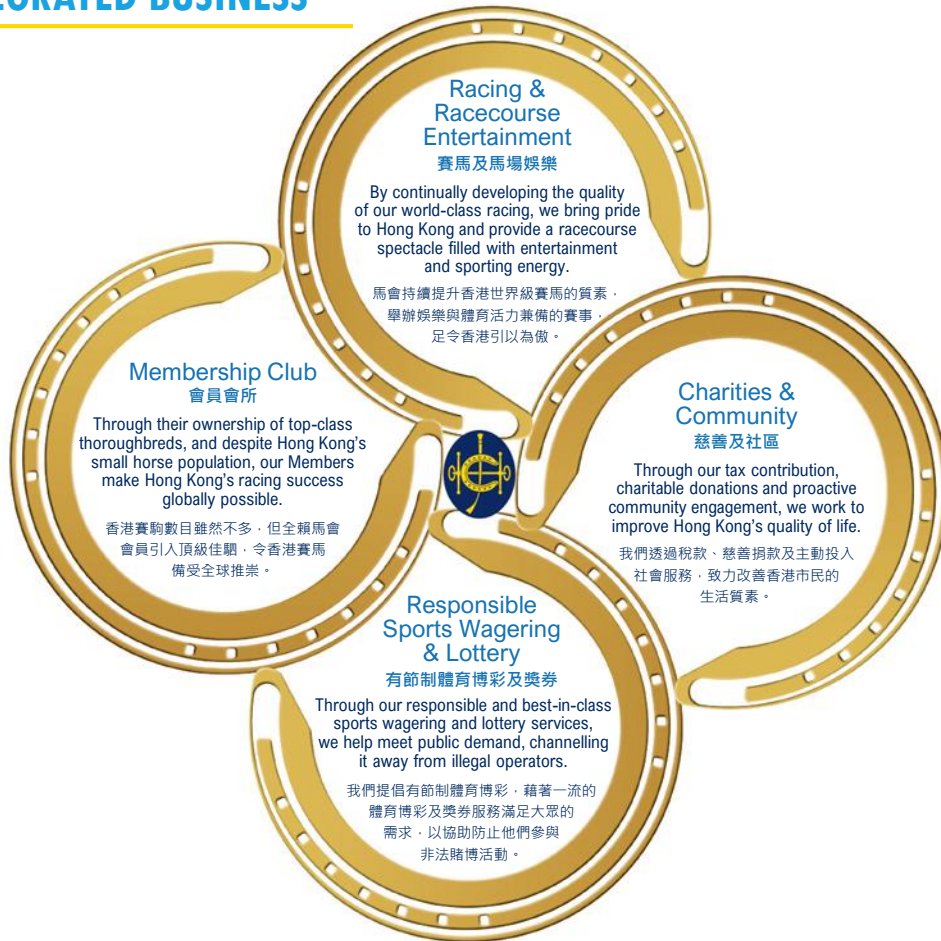 BUSINESS
Racing &
Racecourse
Entertainment
賽馬及馬場娛樂
By continually developing the quality
of our world-class racing, we bring pride
to Hong Kong and provide a racecourse
spectacle filled with entertainment
and sporting energy.
馬會持續提升香港世界級賽馬的質素，
舉辦娛樂與體育活力兼備的賽事，
足令香港引以為傲。
Membership Club
會員會所
Through their ownership of top-class
thoroughbreds, and despite Hong Kong's
small horse population, our Members
make Hong Kong's racing success
globally possible.
香港賽駒數目雖然不多，但全賴馬會
會員引入頂級佳駟，令香港賽馬
備受全球推崇。
Charities &
Community
慈善及社區
Through our tax contribution,
charitable donations and proactive
community engagement, we work to
improve Hong Kong's quality of life.
我們透過稅款、慈善捐款及主動投入
社會服務，致力改善香港市民的
生活質素。
Responsible
Sports Wagering
& Lottery
有節制體育博彩及獎券
Through our responsible and best-in-class
sports wagering and lottery services,
we help meet public demand, channelling
it away from illegal operators.
我們提倡有節制體育博彩，藉著一流的
體育博彩及獎券服務滿足大眾的
需求，以協助防止他們參與
非法賭博活動。